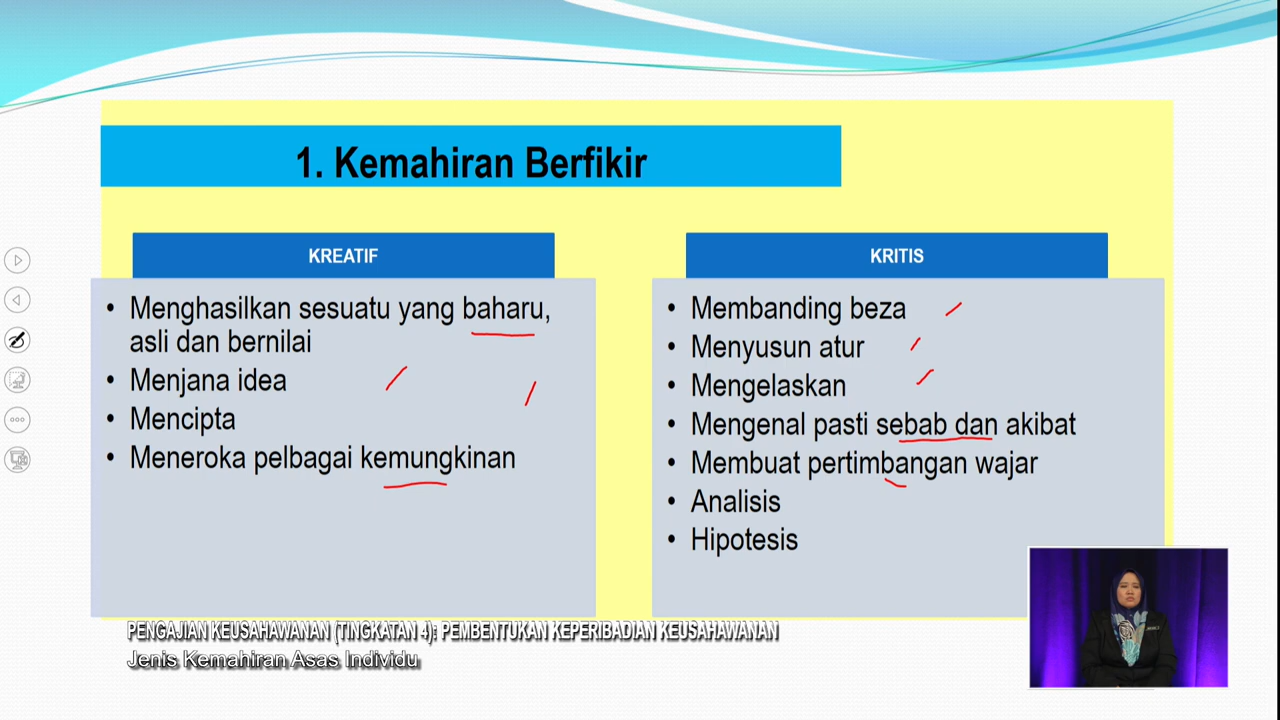 1. Kemahiran Berfikir
KREATIF
• Menghasilkan sesuatu yang baharu,
asli dan bernilai
• Menjana idea
• Mencipta
• Meneroka pelbagai kemungkinan
KRITIS
• Membanding beza
• Menyusun atur
• Mengelaskan
• Mengenal pasti sebab dan akibat
• Membuat pertimbangan wajar
• Analisis
• Hipotesis
PENGAJIAN KEUSAHAWANAN (TINGKATAN 4): PEMBENTUKAN KEPERIBADIAN KEUSAHAWANAN
Jenis Kemahiran Asas Individu